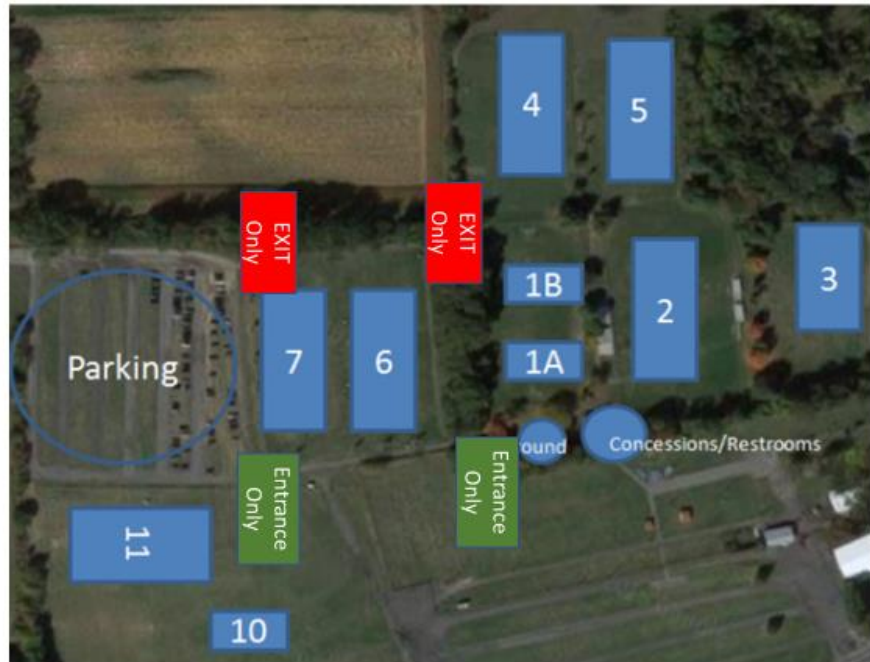 4
5
EXIT
Only
EXIT
Only
3
1B
2
7
6
1A
Parking
ound
Concessions/Restrooms
Entrance
Only
Entrance
Only
11
10